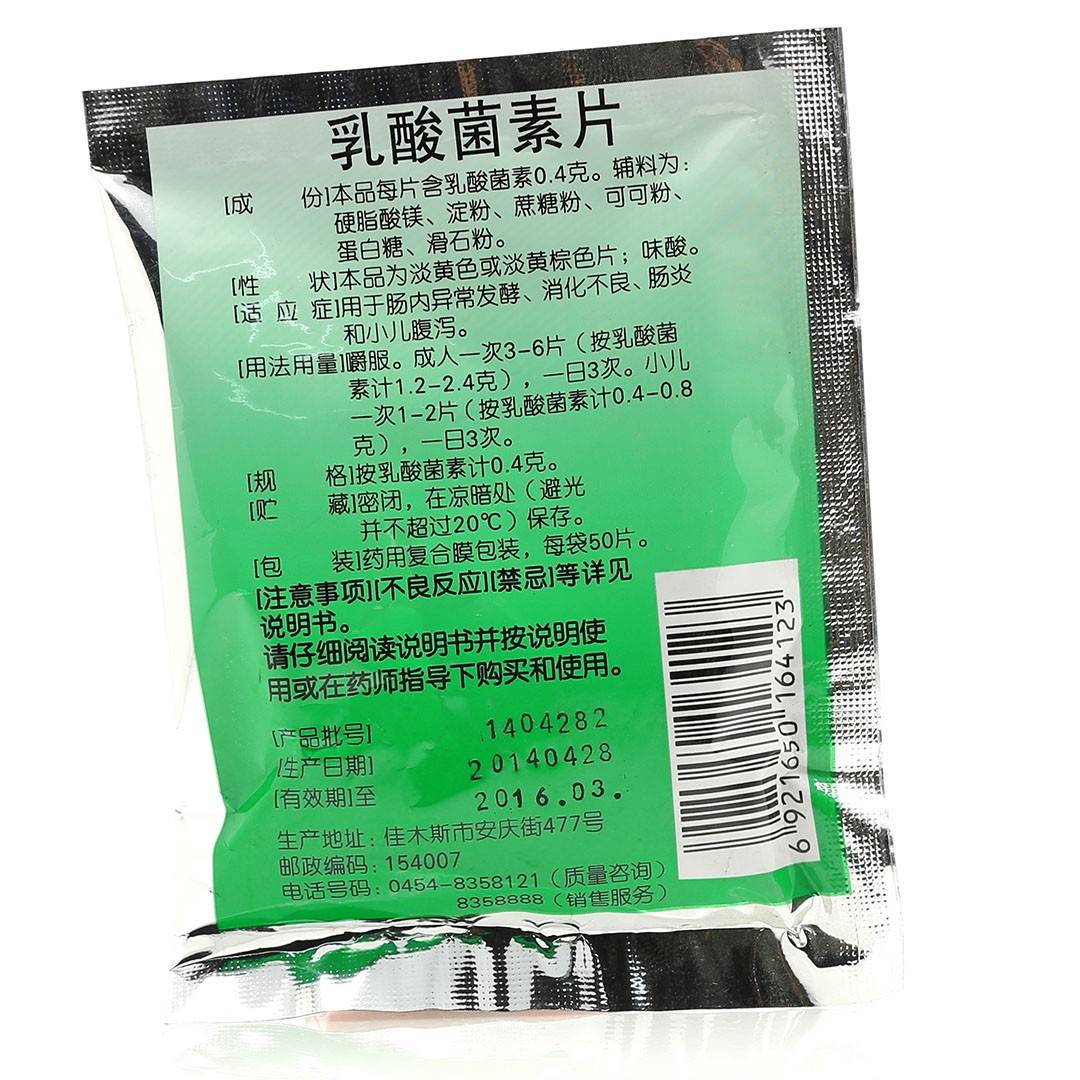 乳酸菌素片
[成 份]本品每片含乳酸菌素0.4克。辅料为:
硬脂酸镁、淀粉、蔗糖粉、可可粉、
蛋白糖、滑石粉。
[性 状]本品为淡黄色或淡黄棕色片;味酸。
[适 应 症]用于肠内异常发酵、消化不良、肠炎
和小儿腹泻。
[用法用量]嚼服。成人一次3-6片(按乳酸菌
素计1.2-2.4克),一日3次。小儿
一次1-2片(按乳酸菌素计0.4-0.8
克),一日3次。
[规 格]按乳酸菌素计0.4克。
[贮 藏]密闭,在凉暗处(避光
并不超过20℃)保存。
[包 装]药用复合膜包装,每袋50片。
[注意事项][不良反应][禁忌]等详见
说明书。
请仔细阅读说明书并按说明使
用或在药师指导下购买和使用。
[产品批号] 1404282
[生产日期] 20140428
[有效期]至 2016.03.
生产地址:佳木斯市安庆街477号
邮政编码:154007
电话号码:0454-8358121(质量咨询)
8358888(销售服务)
6 921650 164123